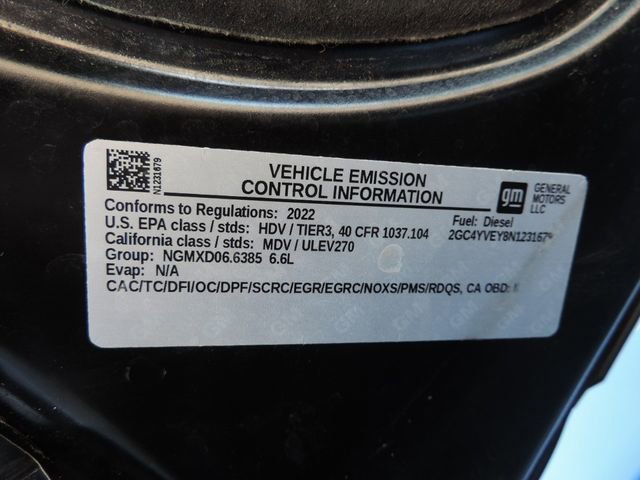 N1231679
VEHICLE EMISSION
CONTROL INFORMATION
gm
GENERAL
MOTORS
LLC
Conforms to Regulations: 2022
Fuel: Diesel
U.S. EPA class / stds: HDV / TIER3, 40 CFR 1037.104
2GC4YVEY8N1231679
California class / stds: MDV / ULEV270
Group: NGMXD06.6385 6.6L
Evap: N/A
CAC/TC/DFI/OC/DPF/SCRC/EGR/EGRC/NOXS/PMS/RDQS, CA OBD: